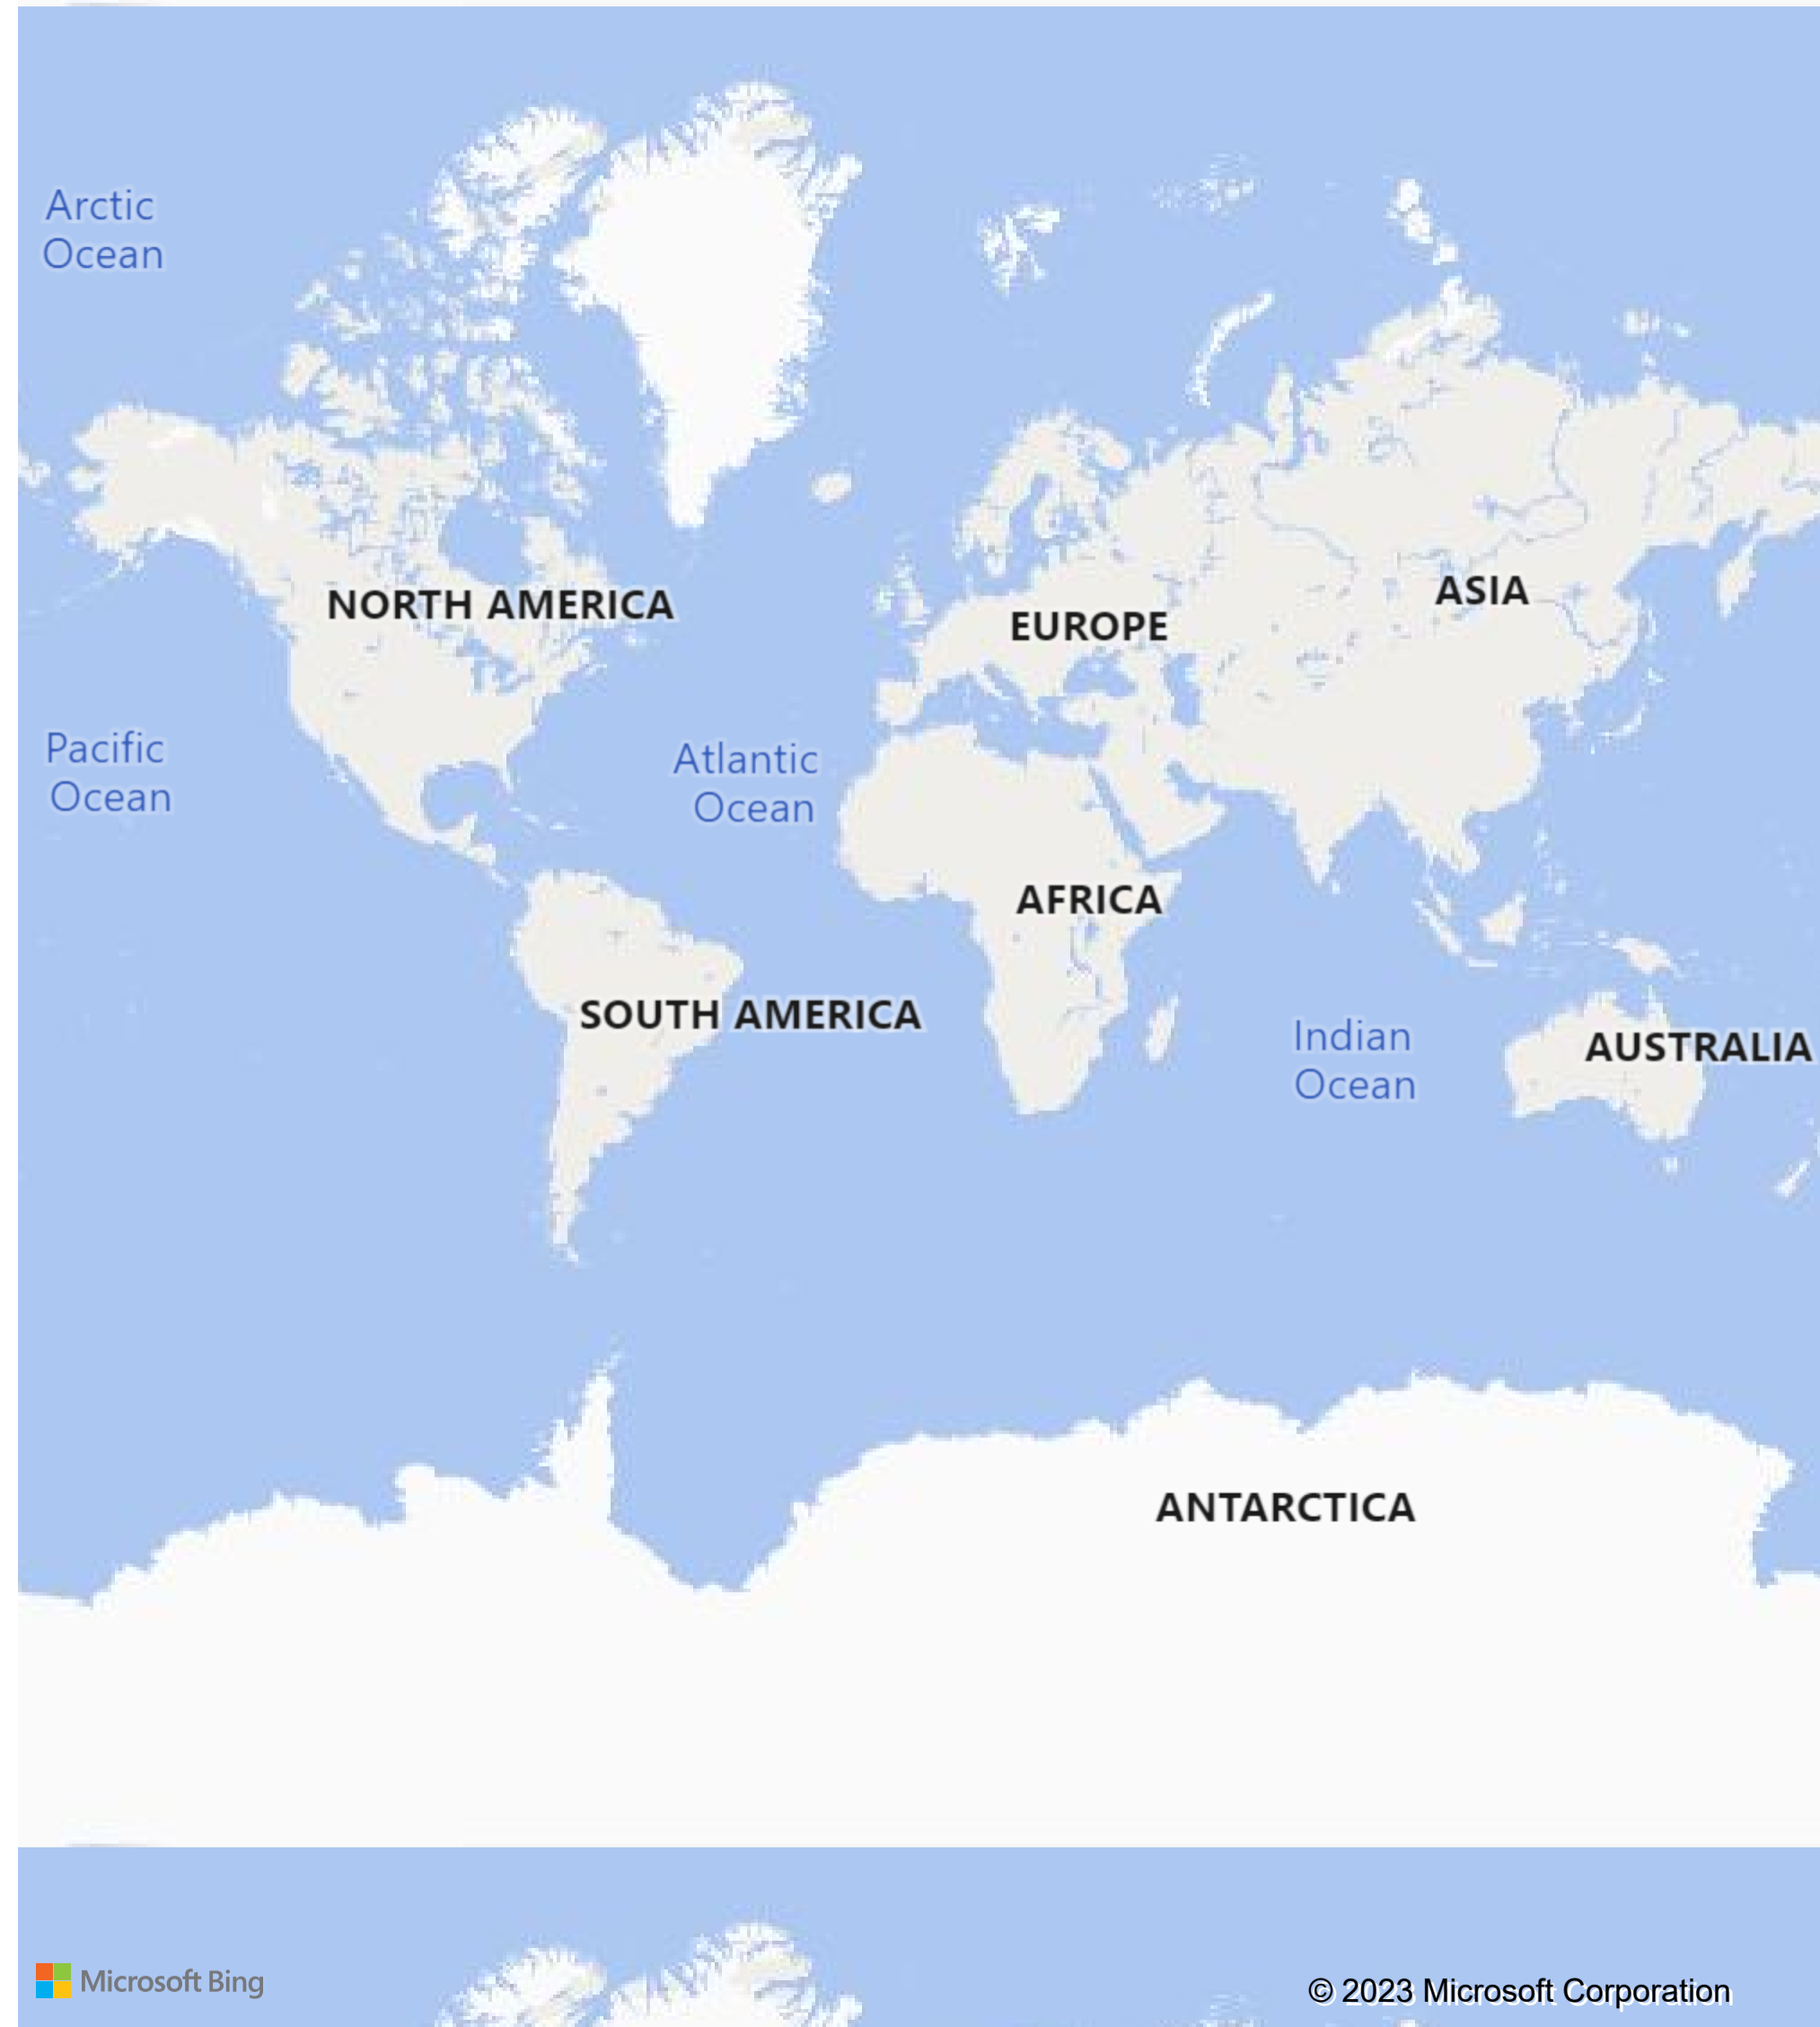 Arctic
Ocean
NORTH AMERICA
EUROPE
ASIA
Pacific
Ocean
Atlantic
Ocean
AFRICA
SOUTH AMERICA
Indian
Ocean
AUSTRALIA
ANTARCTICA
Microsoft Bing
© 2023 Microsoft Corporation